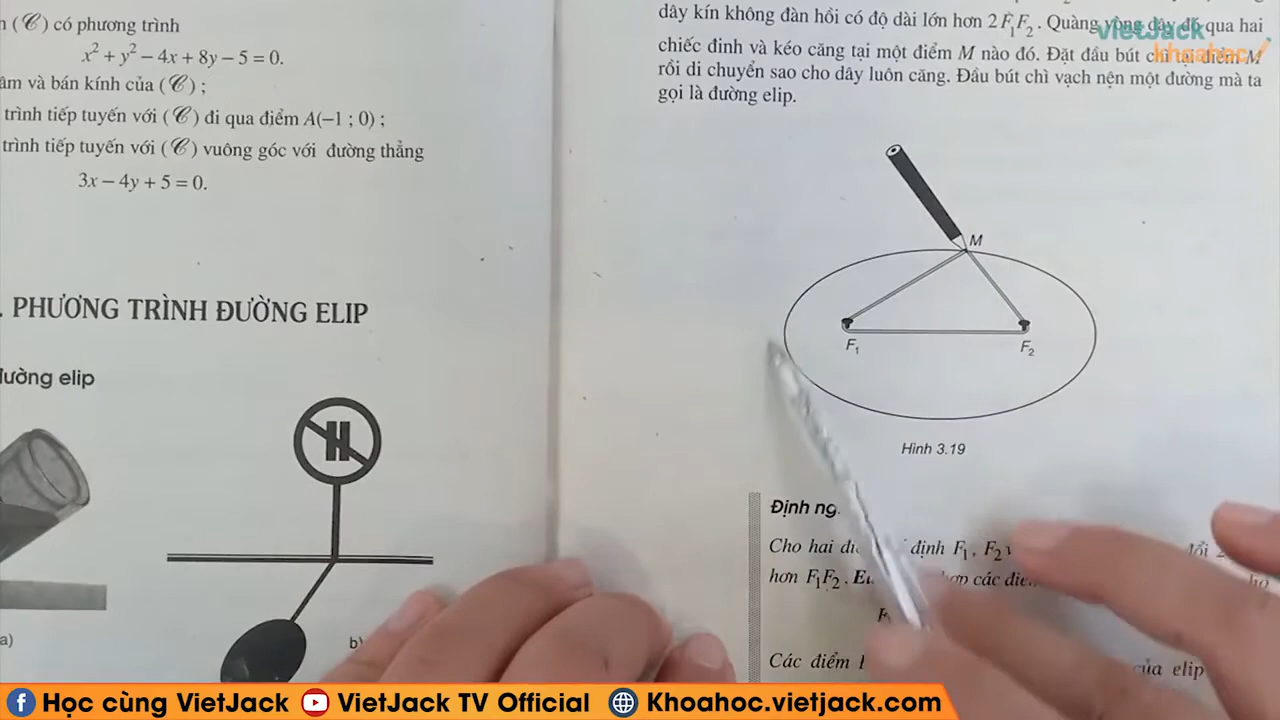 (𝒞) có phương trình
x² + y² − 4x + 8y − 5 = 0.
âm và bán kính của (𝒞) ;
trình tiếp tuyến với (𝒞) đi qua điểm A(−1 ; 0) ;
trình tiếp tuyến với (𝒞) vuông góc với đường thẳng
3x − 4y + 5 = 0.
. PHƯƠNG TRÌNH ĐƯỜNG ELIP
đường elip
a)
b)
dây kín không đàn hồi có độ dài lớn hơn 2F₁F₂. Quàng vòng dây đó qua hai
chiếc đinh và kéo căng tại một điểm M nào đó. Đặt đầu bút chì tại điểm M
rồi di chuyển sao cho dây luôn căng. Đầu bút chì vạch nên một đường mà ta
gọi là đường elip.
vietJack
khoahoc
M
F₁
F₂
Hình 3.19
Định
Cho hai định F₁, F₂
hơn F₁F₂. các
Các điểm của elip
Học cùng VietJack VietJack TV Official Khoahoc.vietjack.com